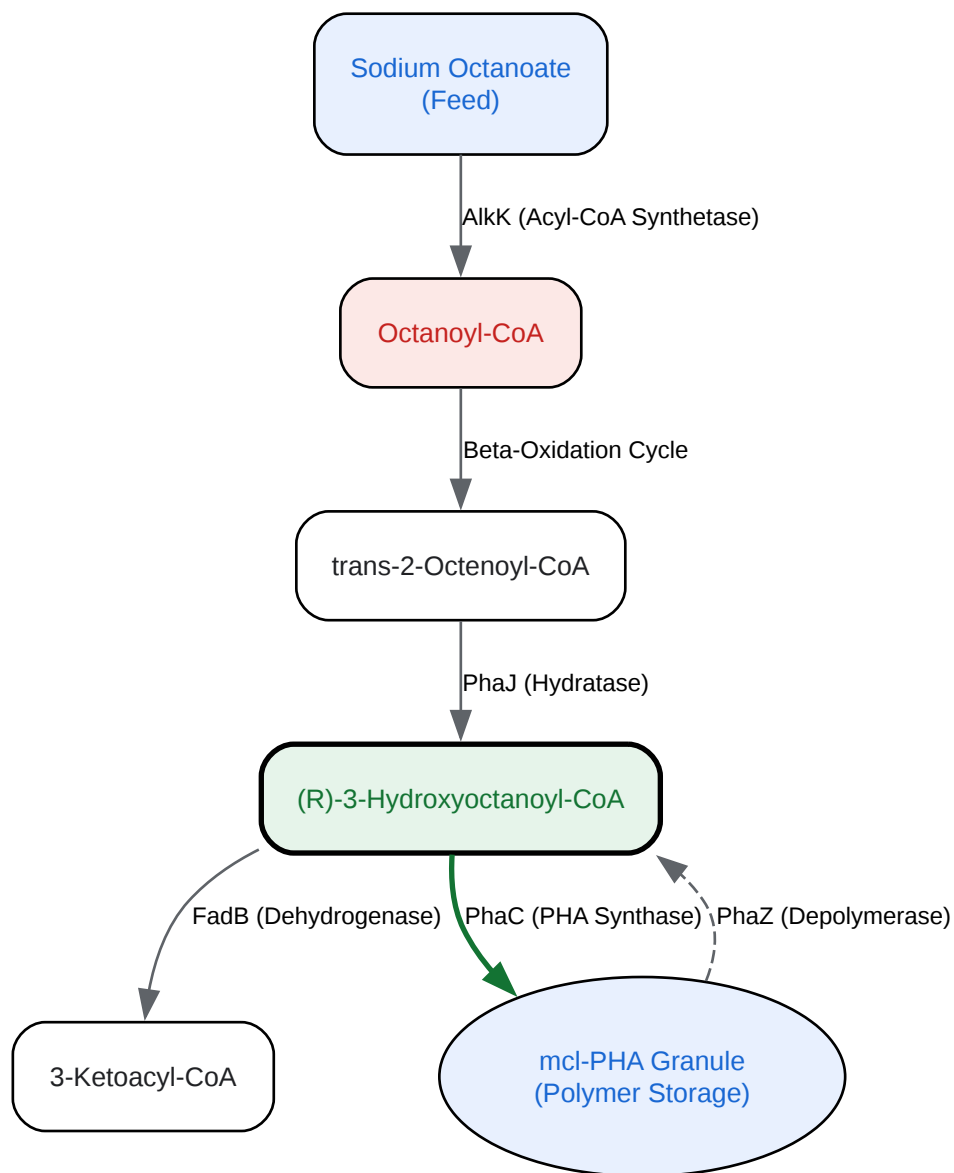 Sodium Octanoate
(Feed)
AlkK (Acyl-CoA Synthetase)
Octanoyl-CoA
Beta-Oxidation Cycle
trans-2-Octenoyl-CoA
PhaJ (Hydratase)
(R)-3-Hydroxyoctanoyl-CoA
FadB (Dehydrogenase)
PhaC (PHA Synthase)
PhaZ (Depolymerase)
3-Ketoacyl-CoA
mcl-PHA Granule
(Polymer Storage)